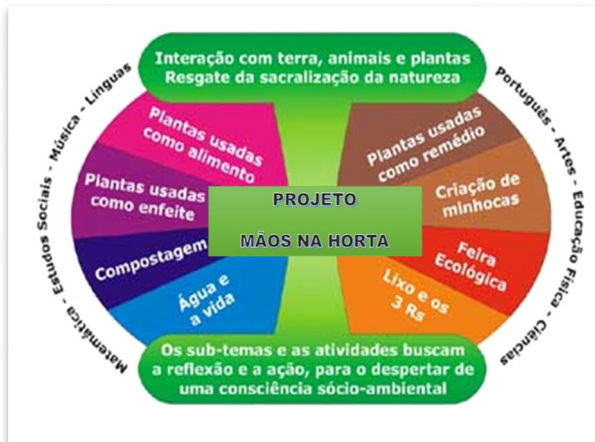 Interação com terra, animais e plantas
Resgate da sacralização da natureza
Matemática - Estudos Sociais - Música - Línguas
Português - Artes - Educação Física - Ciências
Plantas usadas
como alimento
Plantas usadas
como enfeite
Compostagem
Água e
a vida
PROJETO
MÃOS NA HORTA
Plantas usadas
como remédio
Criação de
minhocas
Feira
Ecológica
Lixo e os
3 Rs
Os sub-temas e as atividades buscam
a reflexão e a ação, para o despertar de
uma consciência sócio-ambiental